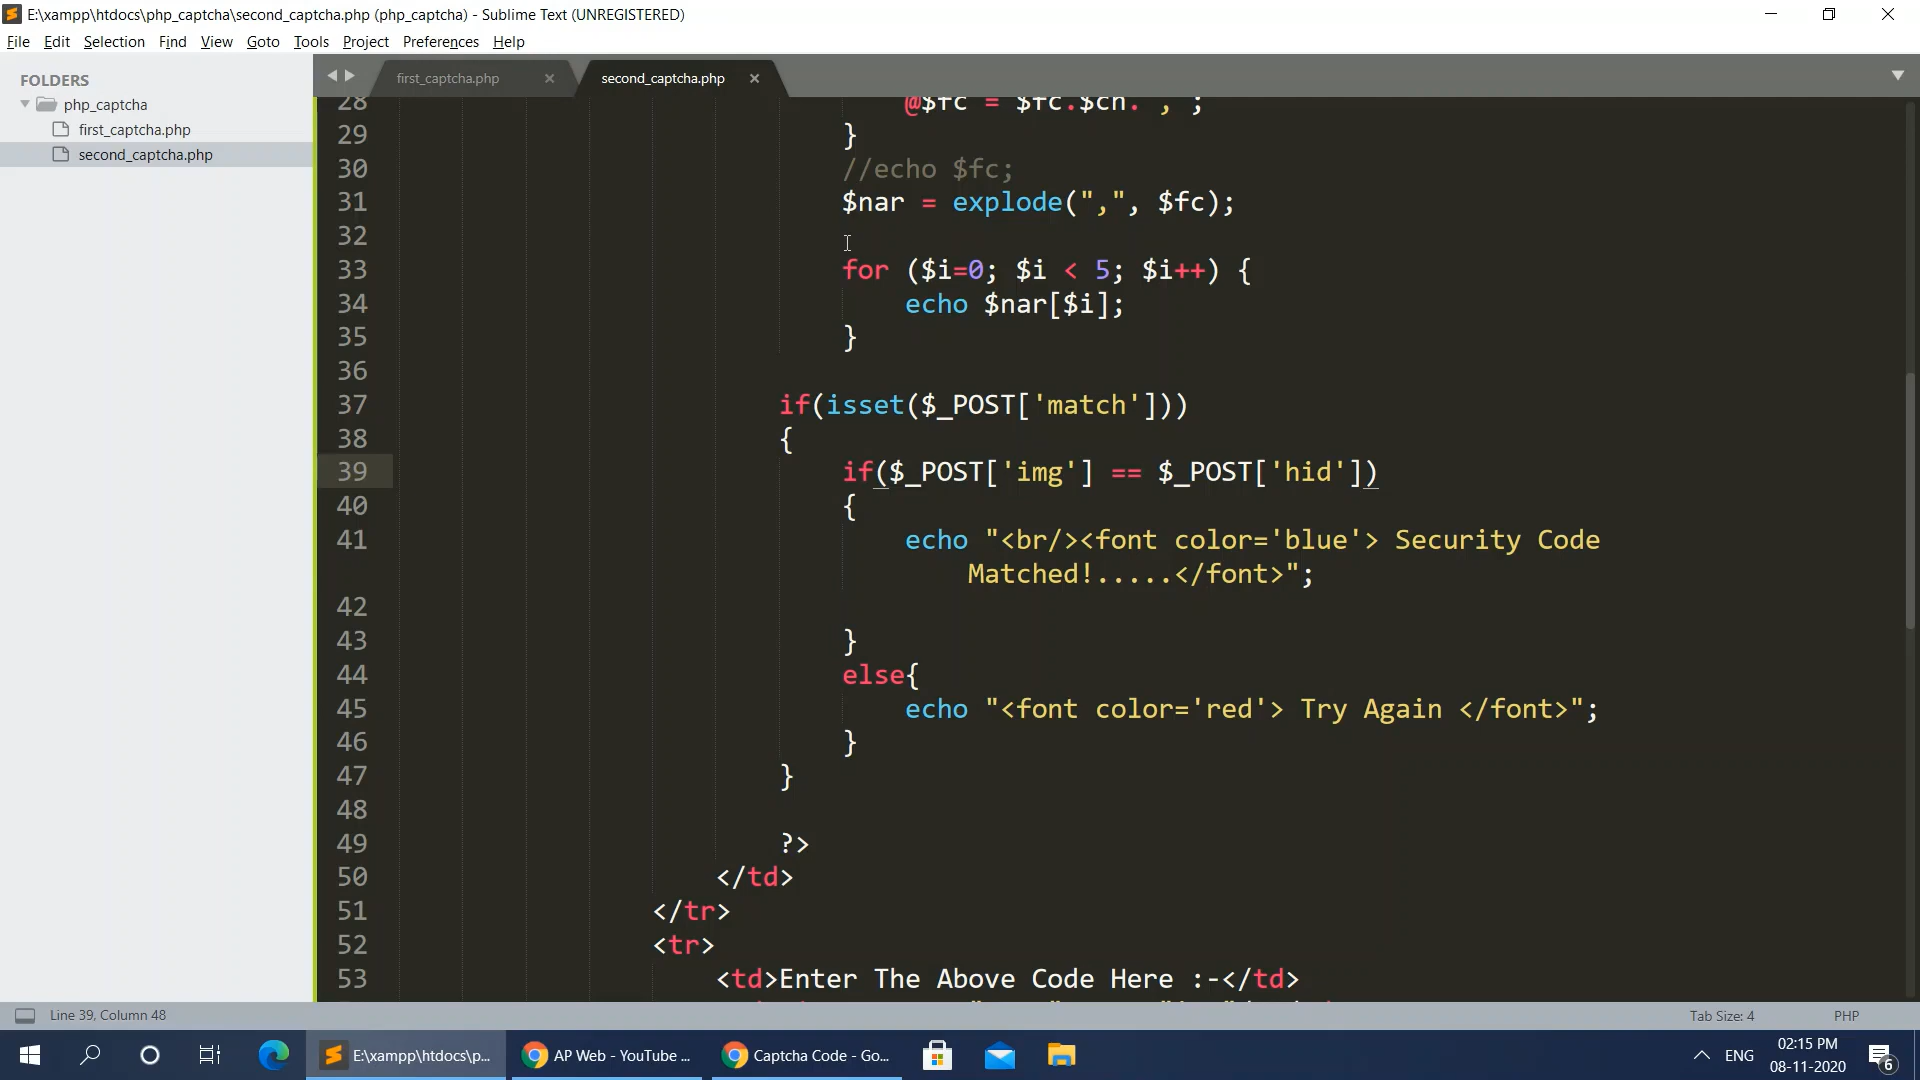 E:\xampp\htdocs\php_captcha\second_captcha.php (php_captcha) - Sublime Text (UNREGISTERED)
File Edit Selection Find View Goto Tools Project Preferences Help
FOLDERS
php_captcha
first_captcha.php
second_captcha.php
first_captcha.php × second_captcha.php ×
28 @$fc = $fc.$ch.",";
29 }
30 //echo $fc;
31 $nar = explode(",", $fc);
32
33 for ($i=0; $i < 5; $i++) {
34 echo $nar[$i];
35 }
36
37 if(isset($_POST['match']))
38 {
39 if($_POST['img'] == $_POST['hid'])
40 {
41 echo "<br/><font color='blue'> Security Code
Matched!.....</font>";
42
43 }
44 else{
45 echo "<font color='red'> Try Again </font>";
46 }
47 }
48
49 ?>
50 </td>
51 </tr>
52 <tr>
53 <td>Enter The Above Code Here :-</td>
Line 39, Column 48 Tab Size: 4 PHP
E:\xampp\htdocs\p... AP Web - YouTube ... Captcha Code - Go... ENG 02:15 PM
08-11-2020 6